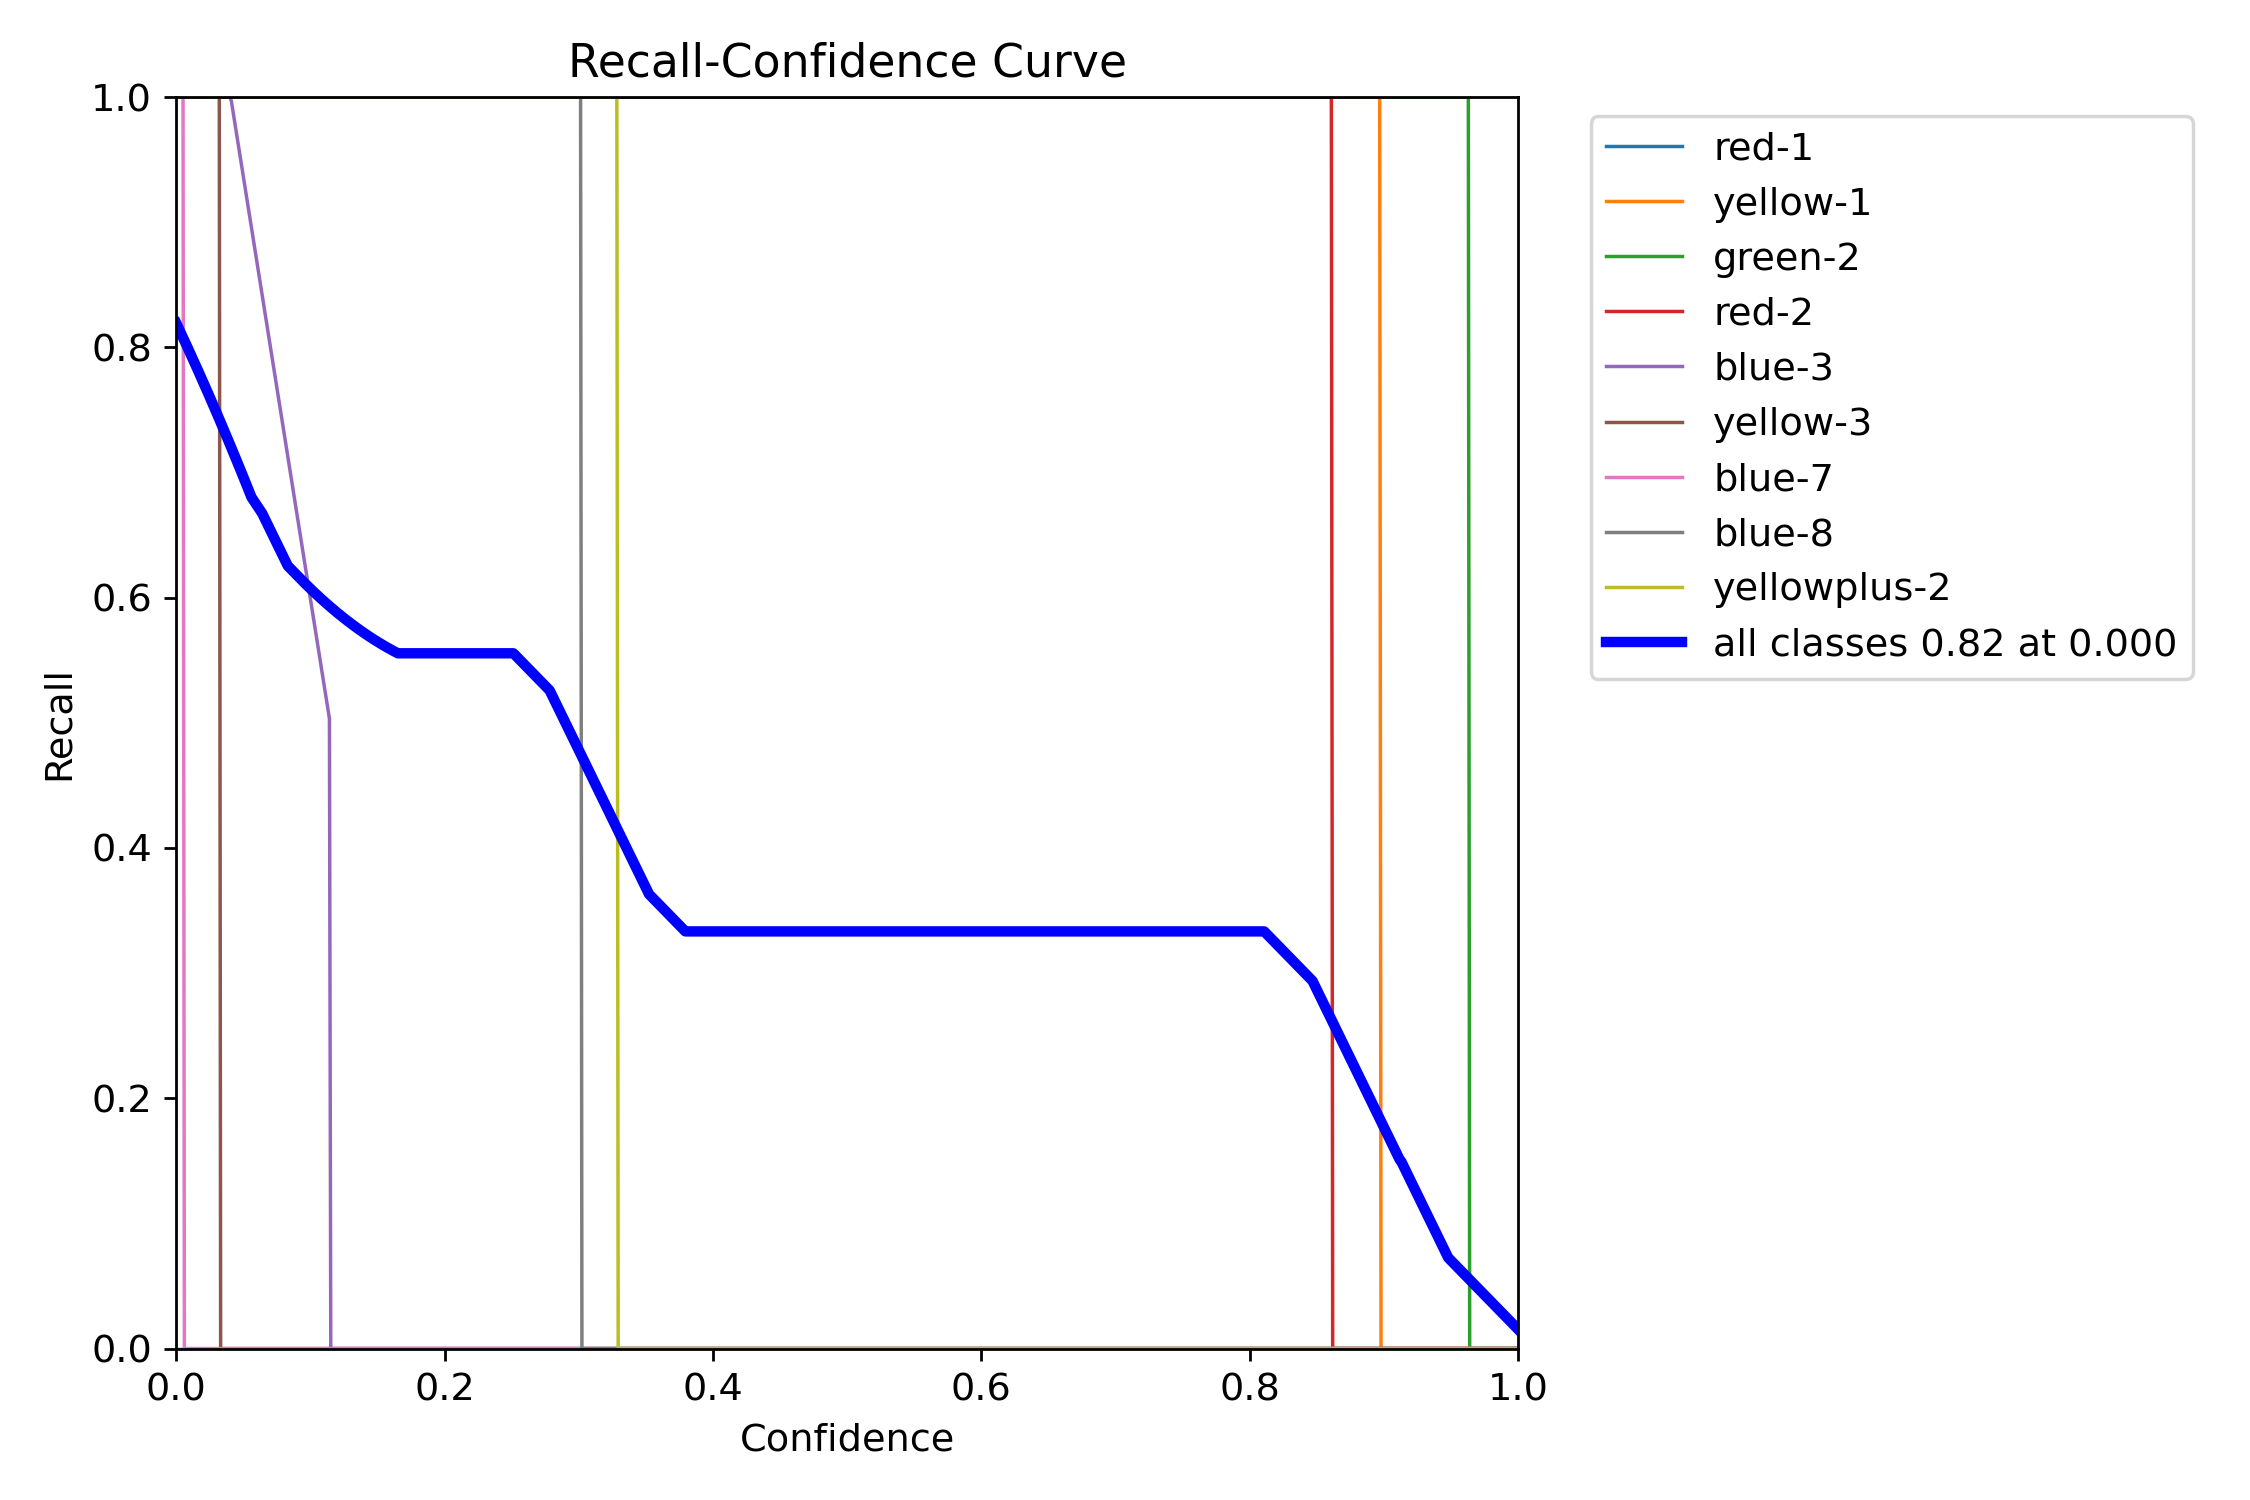 Recall-Confidence Curve
1.0
0.8
0.6
0.4
0.2
0.0
Recall
0.0 0.2 0.4 0.6 0.8 1.0
Confidence
red-1
yellow-1
green-2
red-2
blue-3
yellow-3
blue-7
blue-8
yellowplus-2
all classes 0.82 at 0.000